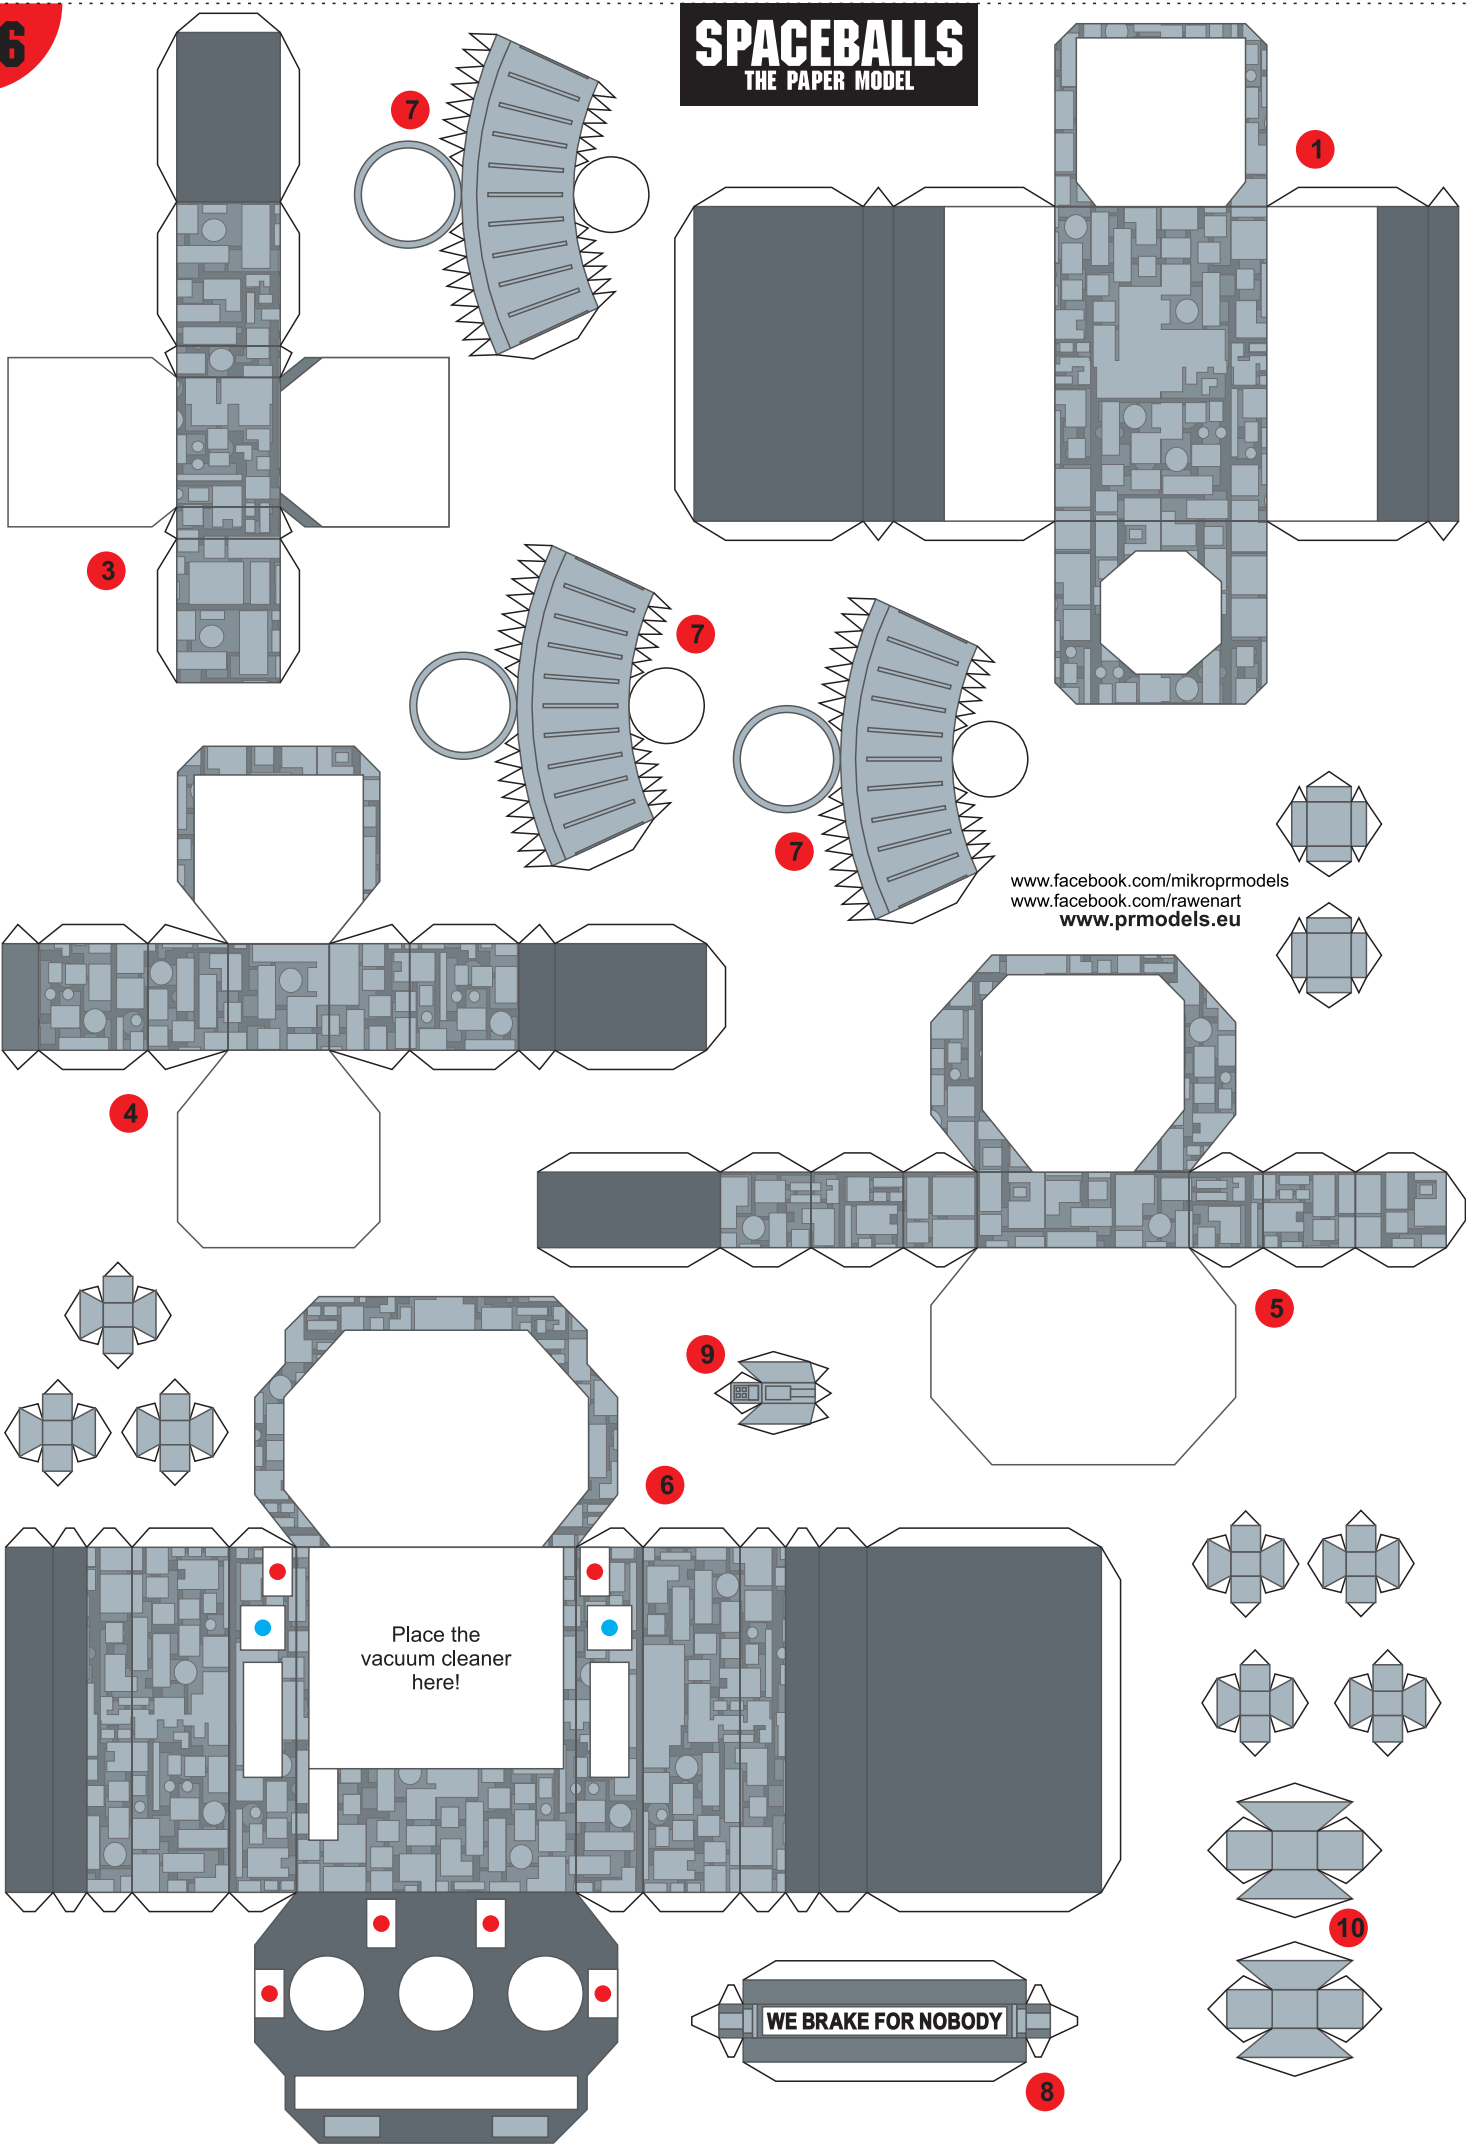 6
SPACEBALLS
THE PAPER MODEL
7
1
3
7
7
www.facebook.com/mikroprmodels
www.facebook.com/rawenart
www.prmodels.eu
4
5
9
6
Place the
vacuum cleaner
here!
10
WE BRAKE FOR NOBODY
8